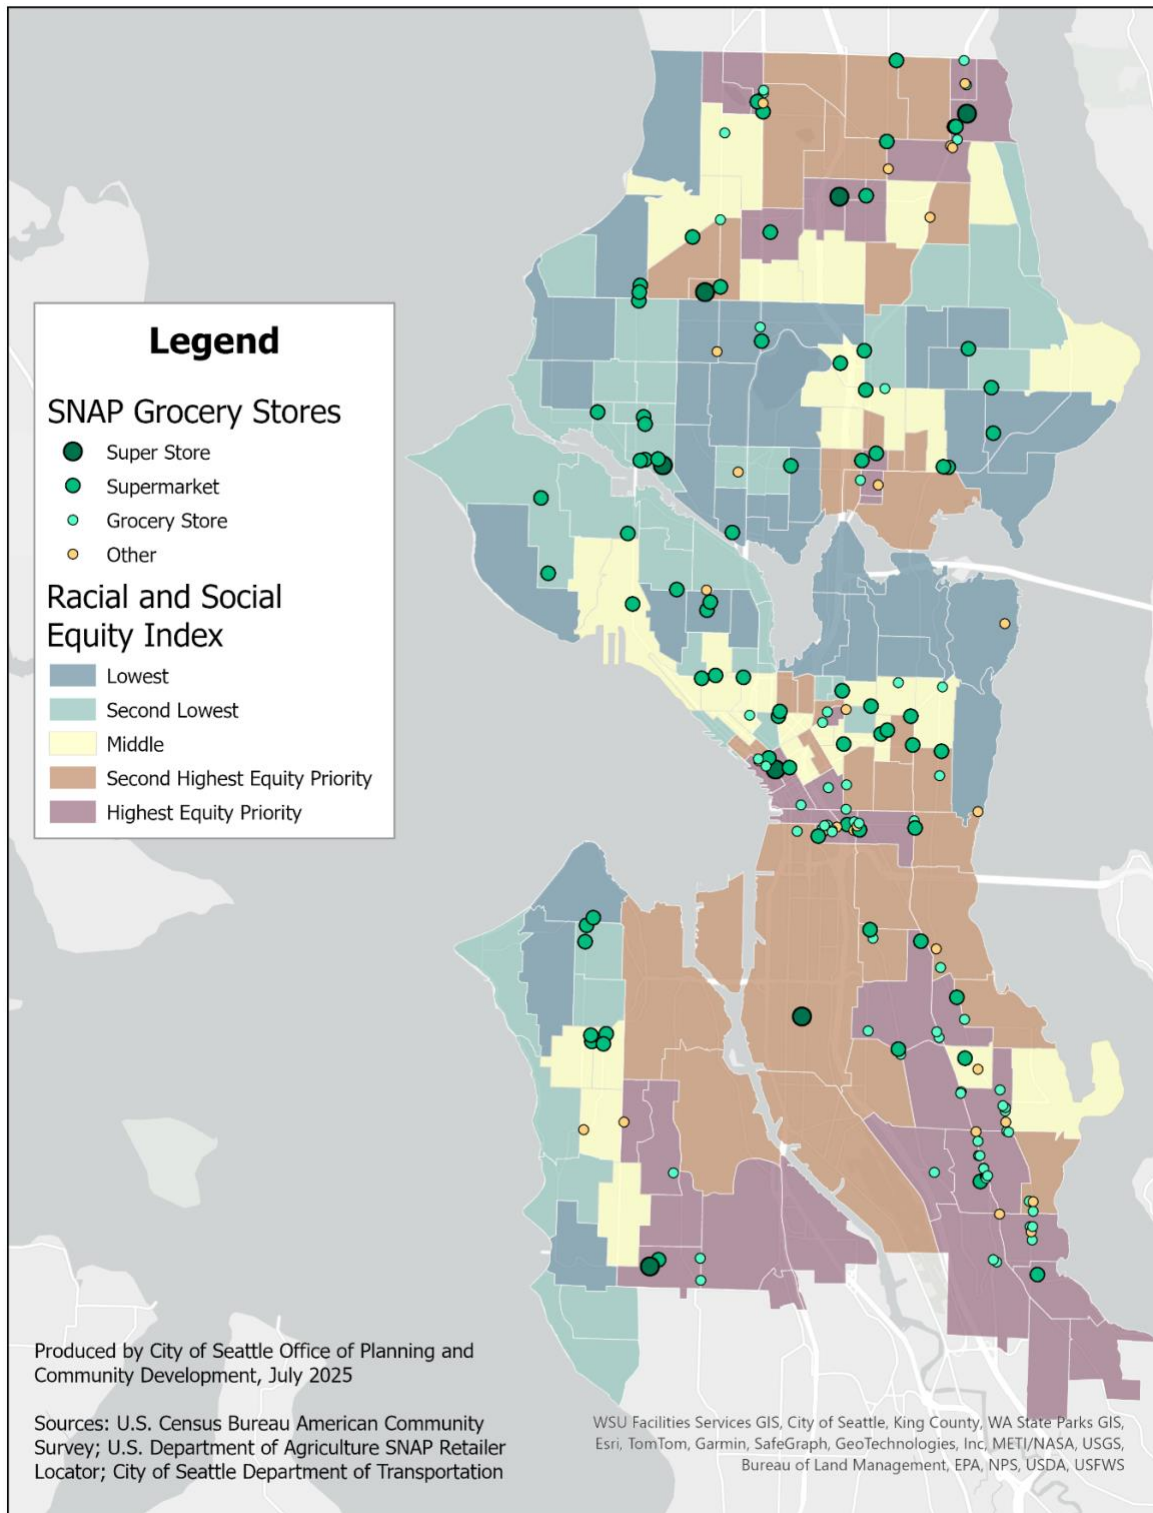 Legend
SNAP Grocery Stores
Super Store
Supermarket
Grocery Store
Other
Racial and Social
Equity Index
Lowest
Second Lowest
Middle
Second Highest Equity Priority
Highest Equity Priority
Produced by City of Seattle Office of Planning and
Community Development, July 2025
Sources: U.S. Census Bureau American Community
Survey; U.S. Department of Agriculture SNAP Retailer
Locator; City of Seattle Department of Transportation
WSU Facilities Services GIS, City of Seattle, King County, WA State Parks GIS,
Esri, TomTom, Garmin, SafeGraph, GeoTechnologies, Inc, METI/NASA, USGS,
Bureau of Land Management, EPA, NPS, USDA, USFWS